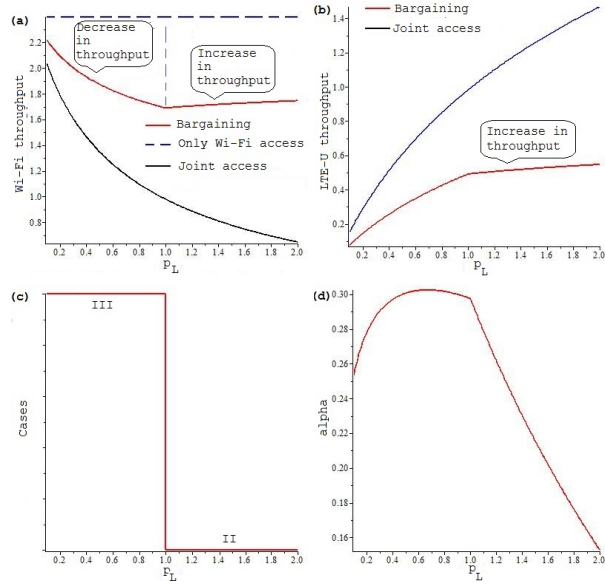 (a)
Decrease
in
throughput
Increase
in
throughput
Bargaining
Only Wi-Fi access
Joint access
Wi-Fi throughput
2.2
2.0
1.8
1.6
1.4
1.2
1.0
0.8
0.2 0.4 0.6 0.8 1.0 1.2 1.4 1.6 1.8 2.0
p_L
(b)
Bargaining
Joint access
Increase in
throughput
LTE-U throughput
1.4
1.2
1.0
0.8
0.6
0.4
0.2
0.2 0.4 0.6 0.8 1.0 1.2 1.4 1.6 1.8 2.0
p_L
(c)
III
II
Cases
0.2 0.4 0.6 0.8 1.0 1.2 1.4 1.6 1.8 2.0
p_L
(d)
alpha
0.30
0.28
0.26
0.24
0.22
0.20
0.18
0.16
0.2 0.4 0.6 0.8 1.0 1.2 1.4 1.6 1.8 2.0
p_L